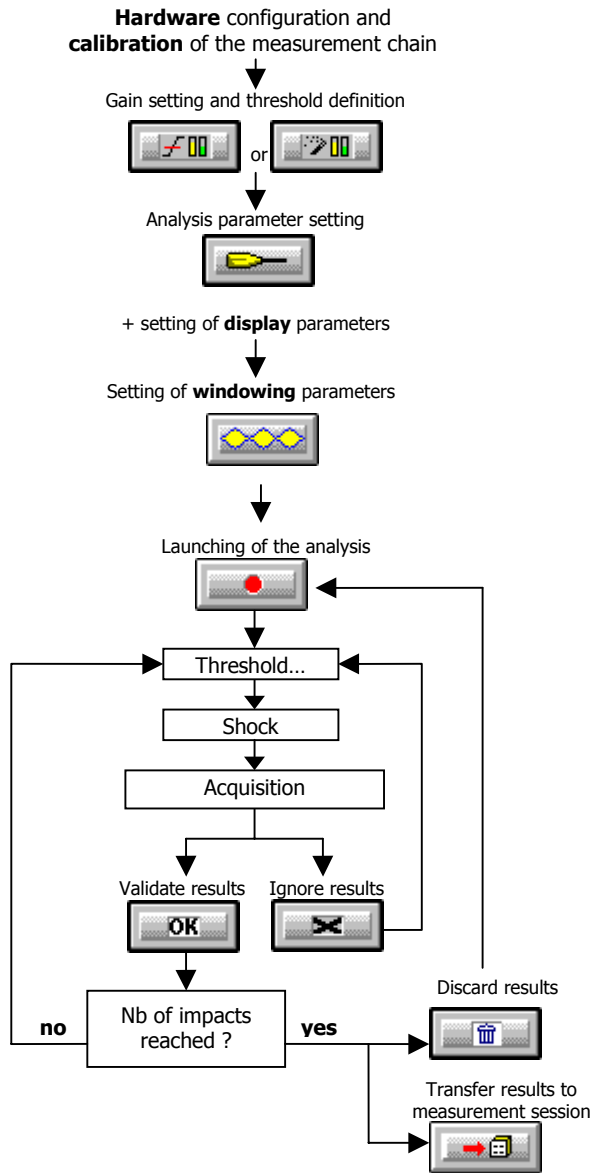 Hardware configuration and
calibration of the measurement chain
Gain setting and threshold definition
or
Analysis parameter setting
+ setting of display parameters
Setting of windowing parameters
Launching of the analysis
Threshold...
Shock
Acquisition
Validate results
Ignore results
OK
Nb of impacts
reached ?
no
yes
Discard results
Transfer results to
measurement session